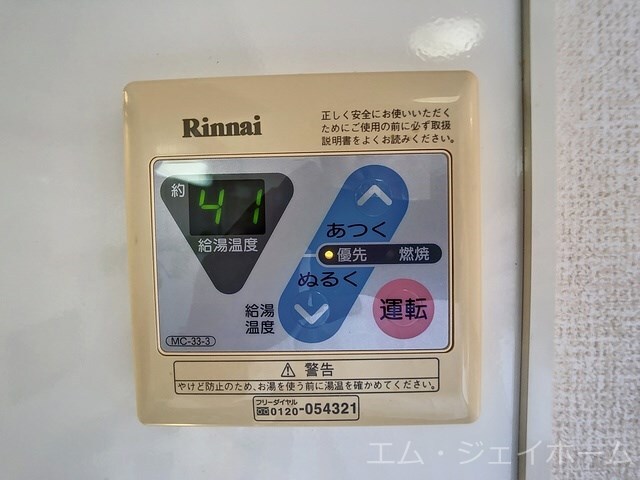 Rinnai
正しく安全にお使いいただく
ためにご使用の前に必ず取扱
説明書をよくお読みください。
約
41
給湯温度
あつく
優先 燃焼
ぬるく
給湯
温度
運転
MC-33-3
警告
やけど防止のため、お湯を使う前に湯温を確かめてください。
フリーダイヤル
0120-054321
エム・ジェイホーム